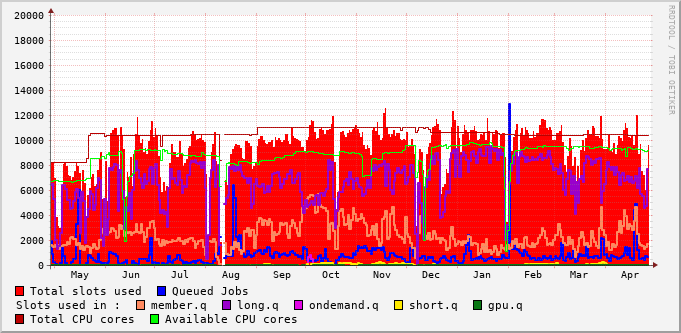 20000
18000
16000
14000
12000
10000
8000
6000
4000
2000
0
May Jun Jul Aug Sep Oct Nov Dec Jan Feb Mar Apr
RRDTOOL / TOBI OETIKER
Total slots used Queued Jobs
Slots used in : member.q long.q ondemand.q short.q gpu.q
Total CPU cores Available CPU cores